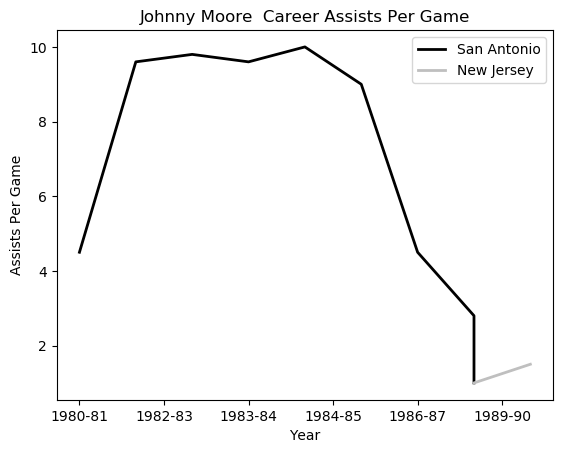 Johnny Moore  Career Assists Per Game
10
8
6
4
2
Assists Per Game
San Antonio
New Jersey
1980-81 1982-83 1983-84 1984-85 1986-87 1989-90
Year